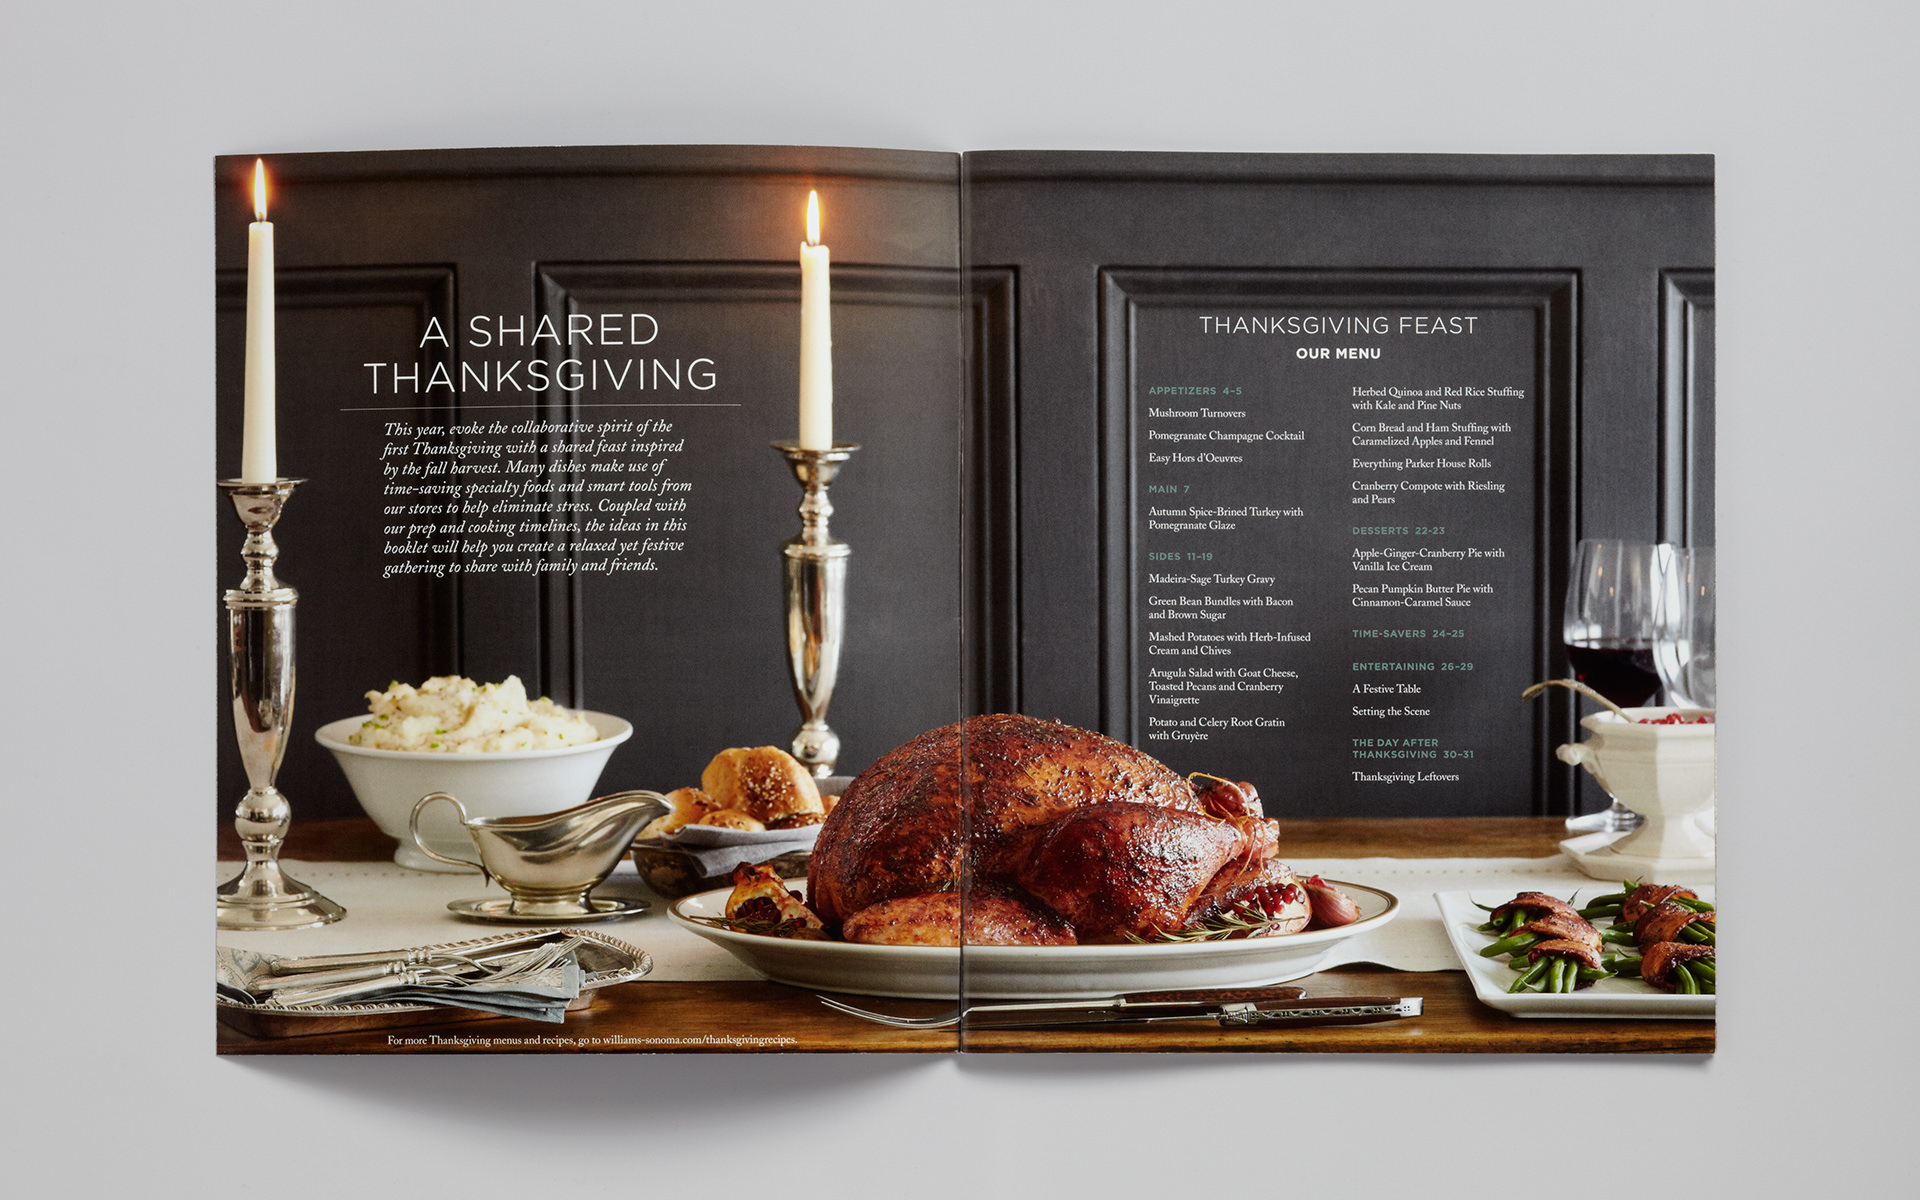 A SHARED
THANKSGIVING
This year, evoke the collaborative spirit of the
first Thanksgiving with a shared feast inspired
by the fall harvest. Many dishes make use of
time-saving specialty foods and smart tools from
our stores to help eliminate stress. Coupled with
our prep and cooking timelines, the ideas in this
booklet will help you create a relaxed yet festive
gathering to share with family and friends.
For more Thanksgiving menus and recipes, go to williams-sonoma.com/thanksgivingrecipes.
THANKSGIVING FEAST
OUR MENU
APPETIZERS 4–5
Mushroom Turnovers
Pomegranate Champagne Cocktail
Easy Hors d'Oeuvres
MAIN 7
Autumn Spice-Brined Turkey with
Pomegranate Glaze
SIDES 11–19
Madeira-Sage Turkey Gravy
Green Bean Bundles with Bacon
and Brown Sugar
Mashed Potatoes with Herb-Infused
Cream and Chives
Arugula Salad with Goat Cheese,
Toasted Pecans and Cranberry
Vinaigrette
Potato and Celery Root Gratin
with Gruyère
Herbed Quinoa and Red Rice Stuffing
with Kale and Pine Nuts
Corn Bread and Ham Stuffing with
Caramelized Apples and Fennel
Everything Parker House Rolls
Cranberry Compote with Riesling
and Pears
DESSERTS 22-23
Apple-Ginger-Cranberry Pie with
Vanilla Ice Cream
Pecan Pumpkin Butter Pie with
Cinnamon-Caramel Sauce
TIME-SAVERS 24–25
ENTERTAINING 26–29
A Festive Table
Setting the Scene
THE DAY AFTER
THANKSGIVING 30–31
Thanksgiving Leftovers